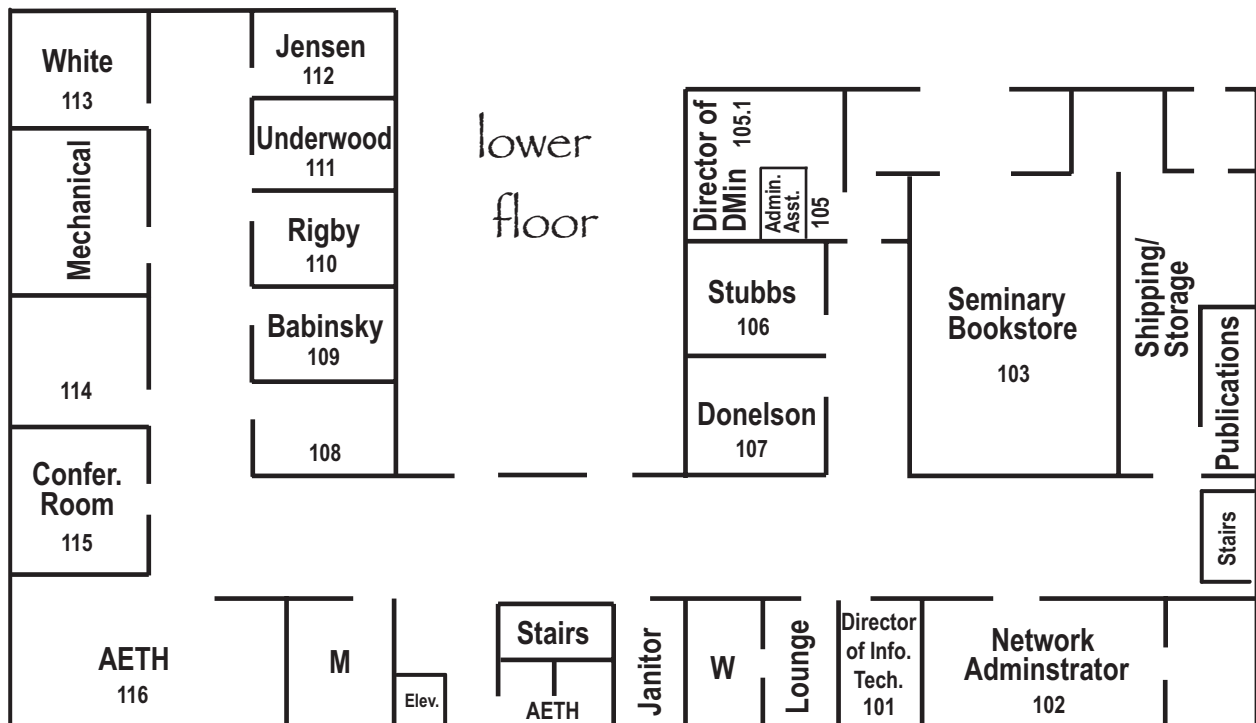 White
113
Mechanical
114
Confer.
Room
115
AETH
116
Jensen
112
Underwood
111
Rigby
110
Babinsky
109
108
lower
floor
Director of
DMin 105.1
Admin.
Asst.
105
Stubbs
106
Donelson
107
Seminary
Bookstore
103
Shipping/
Storage
Publications
Stairs
M
Elev.
Stairs
AETH
Janitor
W
Lounge
Director
of Info.
Tech.
101
Network
Adminstrator
102